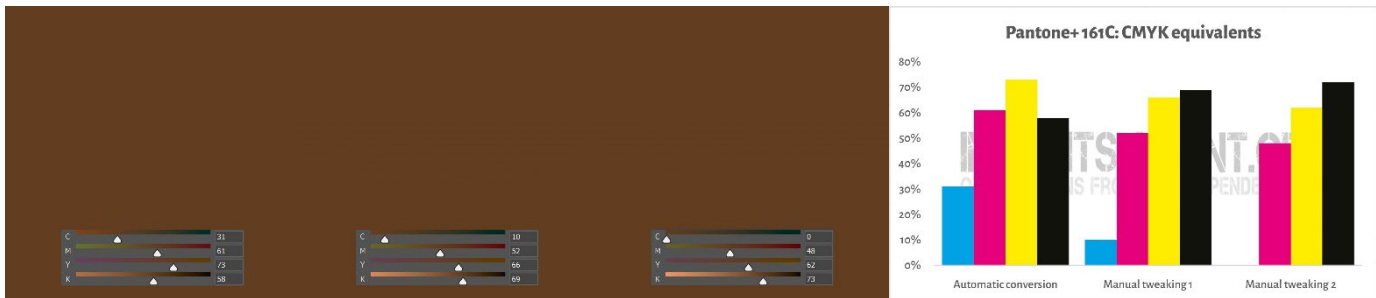 C 31
M 61
Y 73
K 58
C 10
M 52
Y 66
K 69
C 0
M 48
Y 62
K 73
Pantone+ 161C: CMYK equivalents
80%
70%
60%
50%
40%
30%
20%
10%
0%
Automatic conversion
Manual tweaking 1
Manual tweaking 2